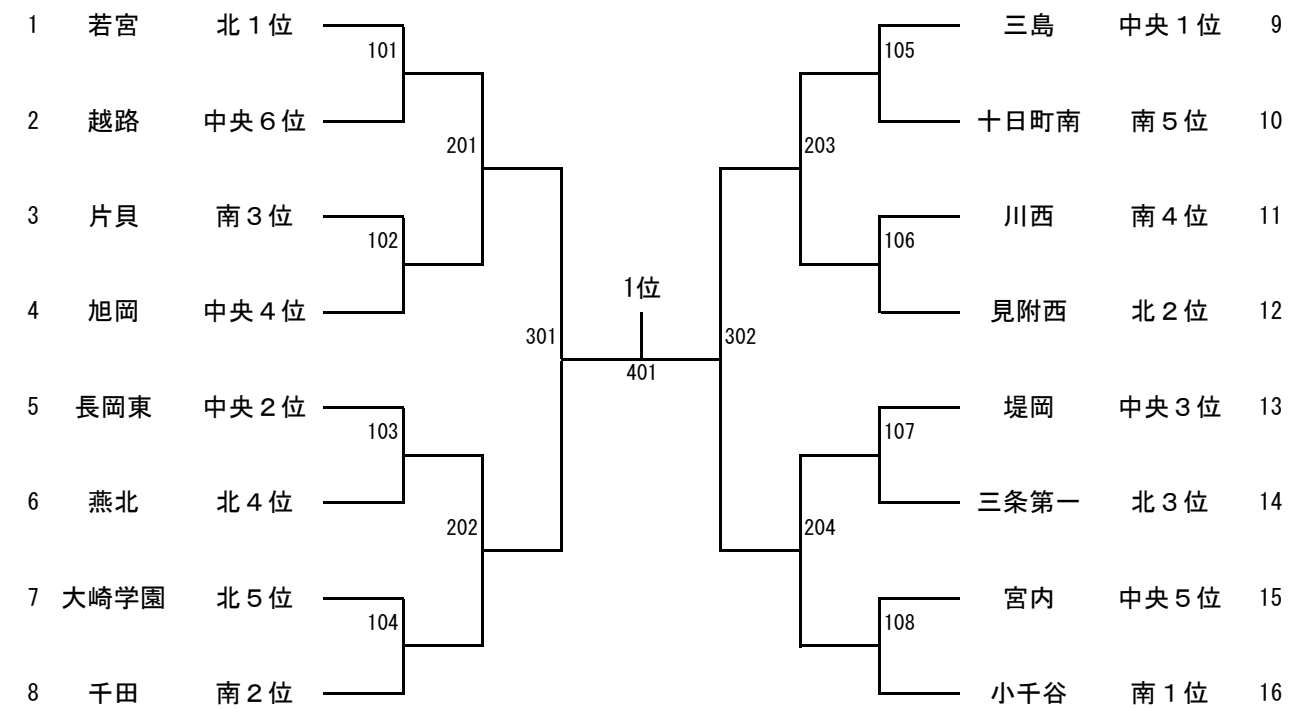 1 若宮 北１位
101
2 越路 中央６位
201
3 片貝 南３位
102
4 旭岡 中央４位
301
5 長岡東 中央２位
103
6 燕北 北４位
202
7 大崎学園 北５位
104
8 千田 南２位
1位
401
三島 中央１位 9
105
十日町南 南５位 10
203
川西 南４位 11
106
見附西 北２位 12
302
堤岡 中央３位 13
107
三条第一 北３位 14
204
宮内 中央５位 15
108
小千谷 南１位 16